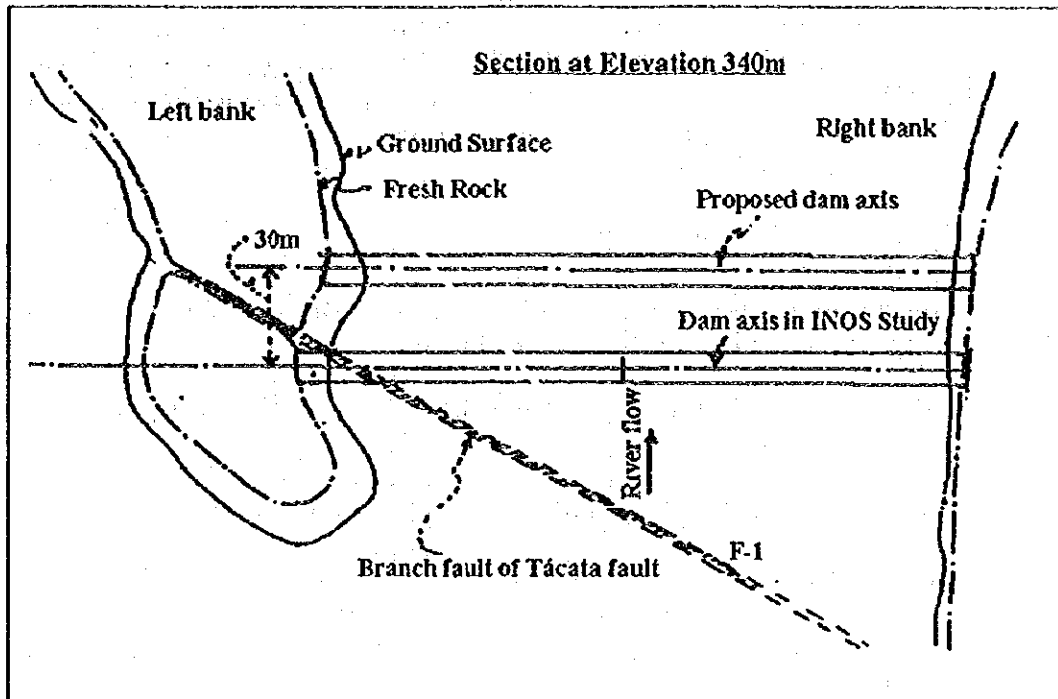 Section at Elevation 340m
Left bank
Right bank
Ground Surface
Fresh Rock
Proposed dam axis
30m
Dam axis in INOS Study
River flow
F-1
Branch fault of Tácata fault